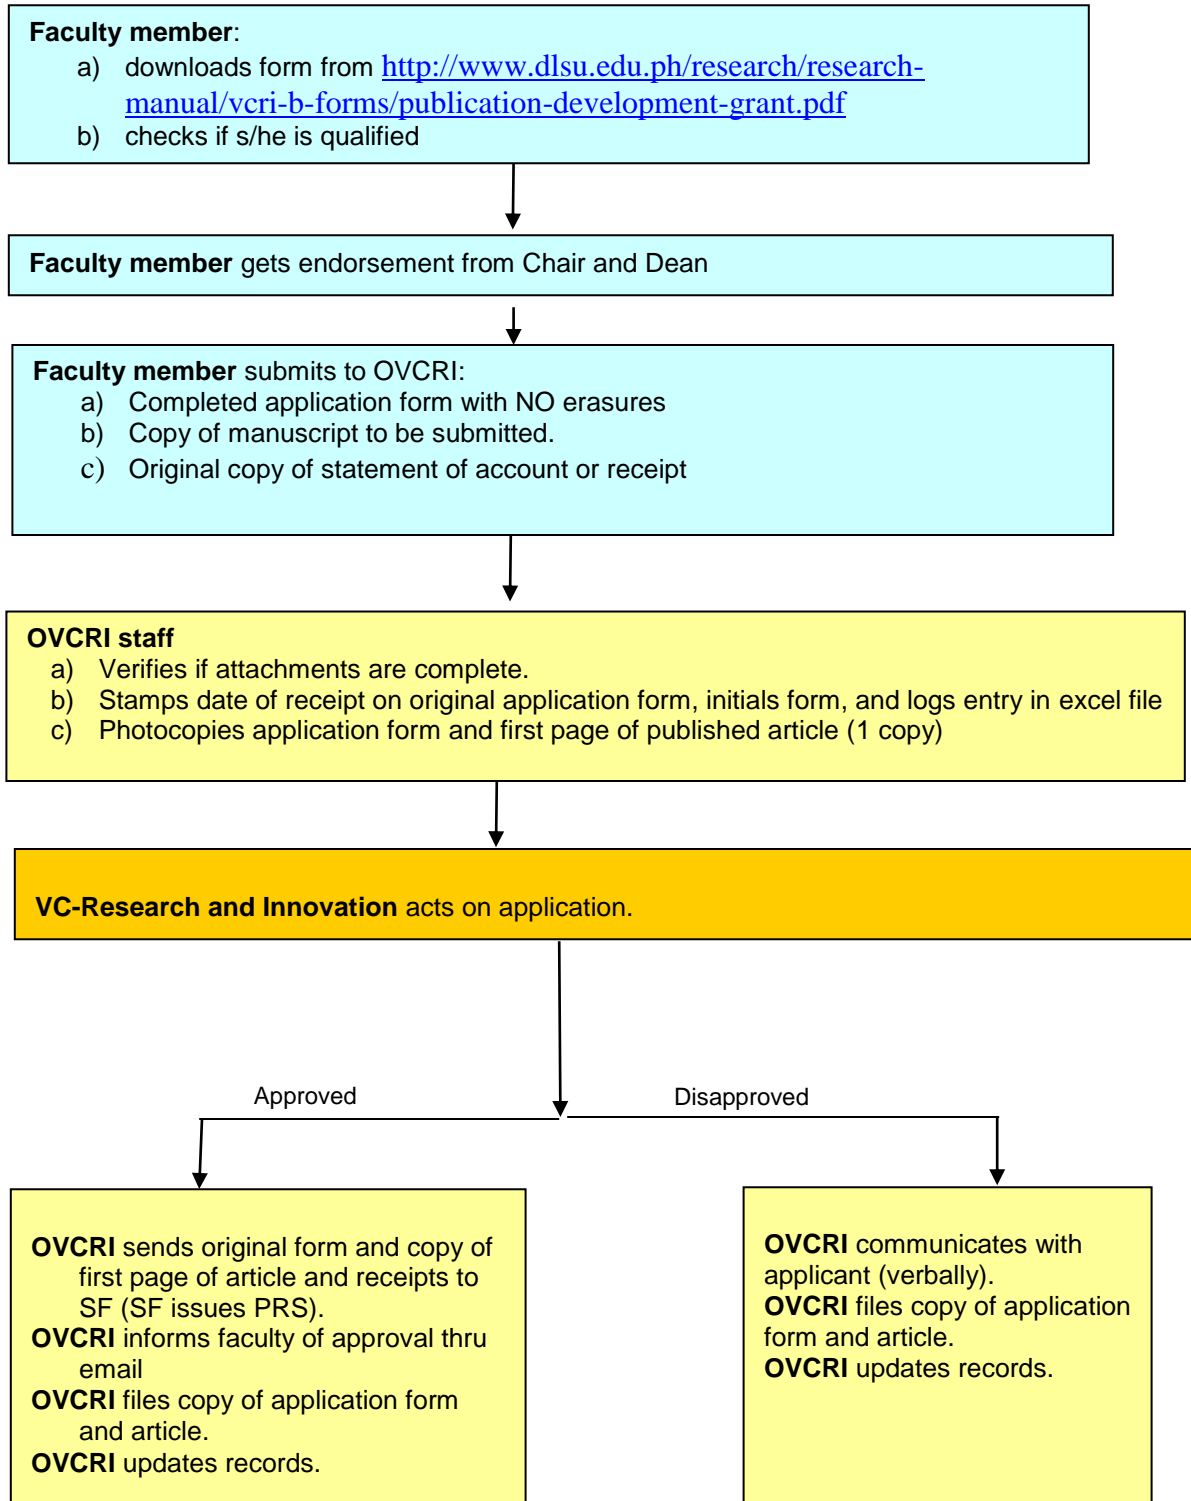 Faculty member:
a) downloads form from http://www.dlsu.edu.ph/research/research-
manual/vcri-b-forms/publication-development-grant.pdf
b) checks if s/he is qualified
Faculty member gets endorsement from Chair and Dean
Faculty member submits to OVCRI:
a) Completed application form with NO erasures
b) Copy of manuscript to be submitted.
c) Original copy of statement of account or receipt
OVCRI staff
a) Verifies if attachments are complete.
b) Stamps date of receipt on original application form, initials form, and logs entry in excel file
c) Photocopies application form and first page of published article (1 copy)
VC-Research and Innovation acts on application.
Approved
Disapproved
OVCRI sends original form and copy of
first page of article and receipts to
SF (SF issues PRS).
OVCRI informs faculty of approval thru
email
OVCRI files copy of application form
and article.
OVCRI updates records.
OVCRI communicates with
applicant (verbally).
OVCRI files copy of application
form and article.
OVCRI updates records.